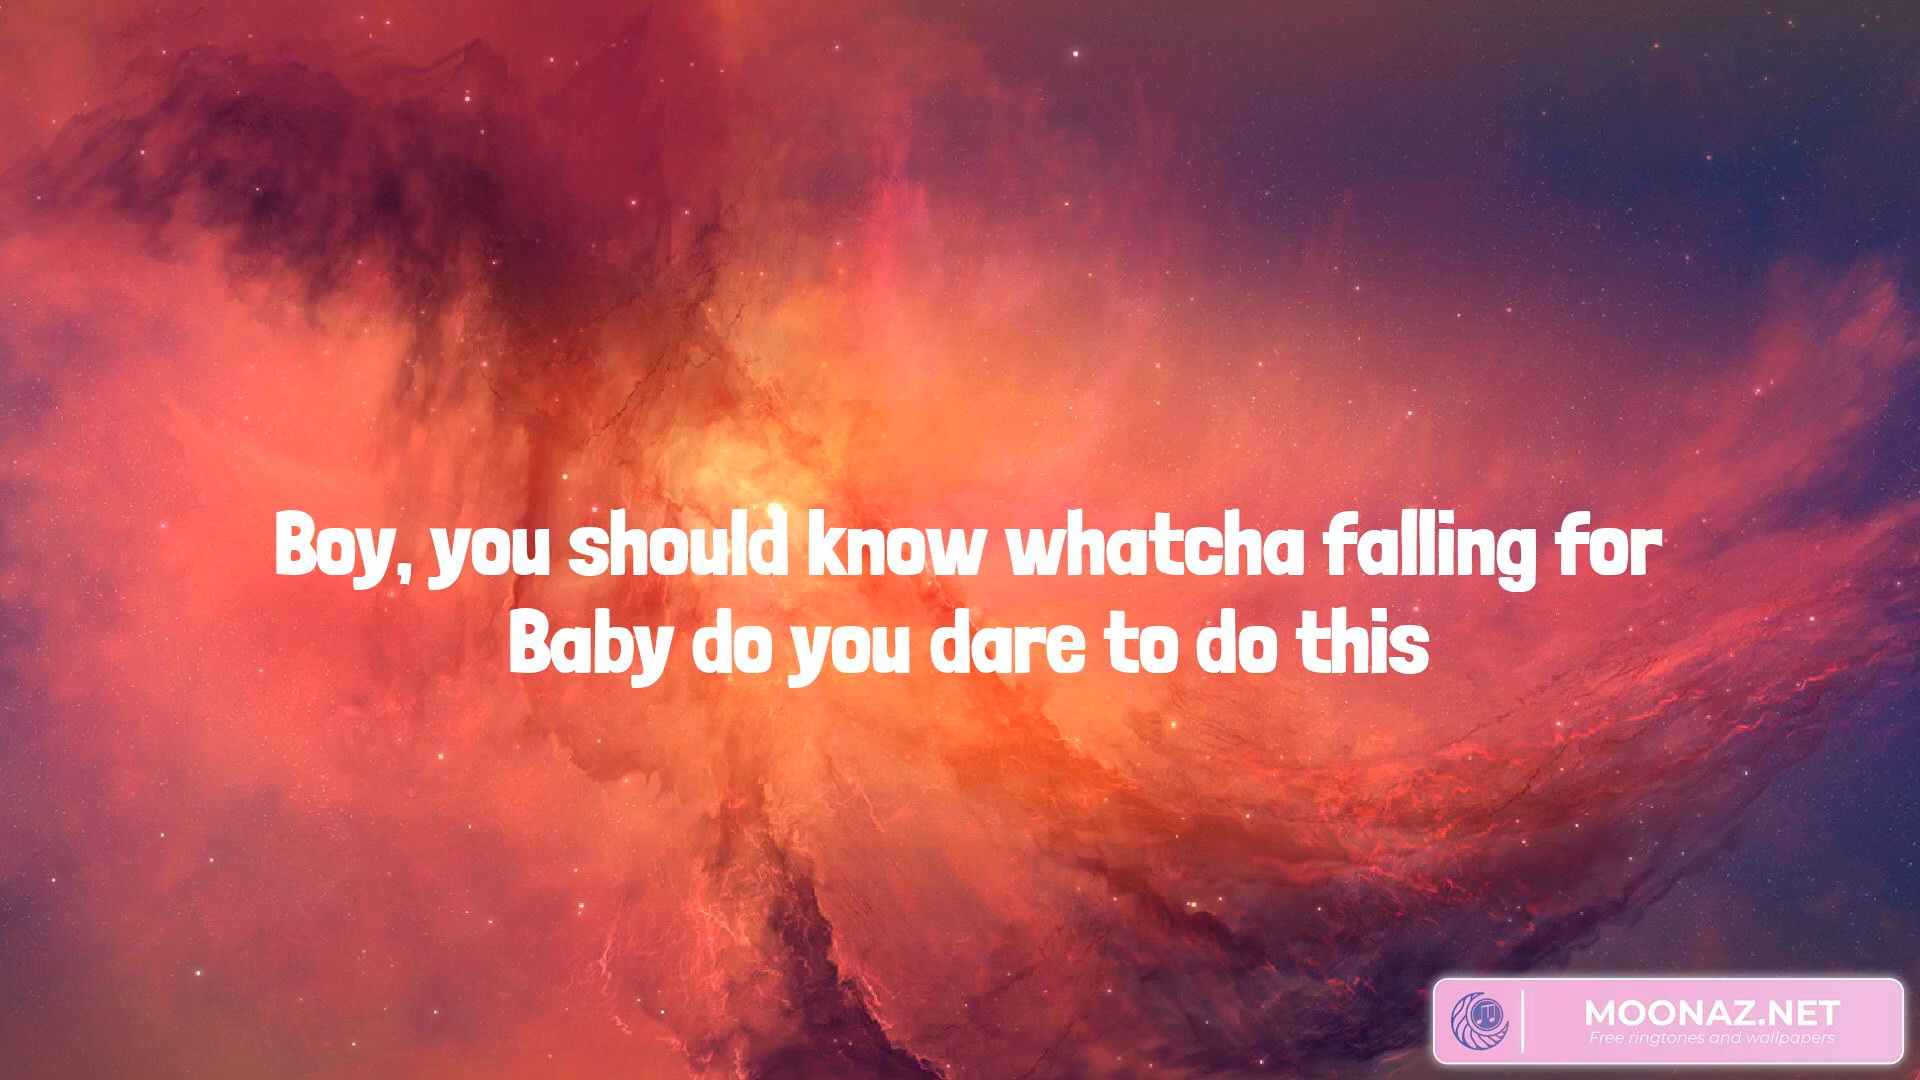 Boy, you should know whatcha falling for
Baby do you dare to do this
MOONAZ.NET
Free ringtones and wallpapers